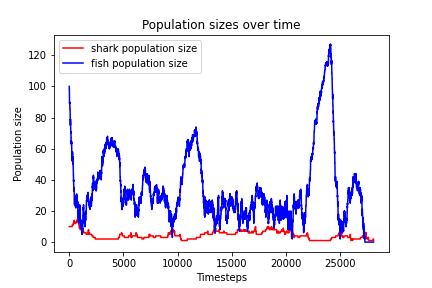 Population sizes over time
shark population size
fish population size
Population size
120
100
80
60
40
20
0
0 5000 10000 15000 20000 25000
Timesteps